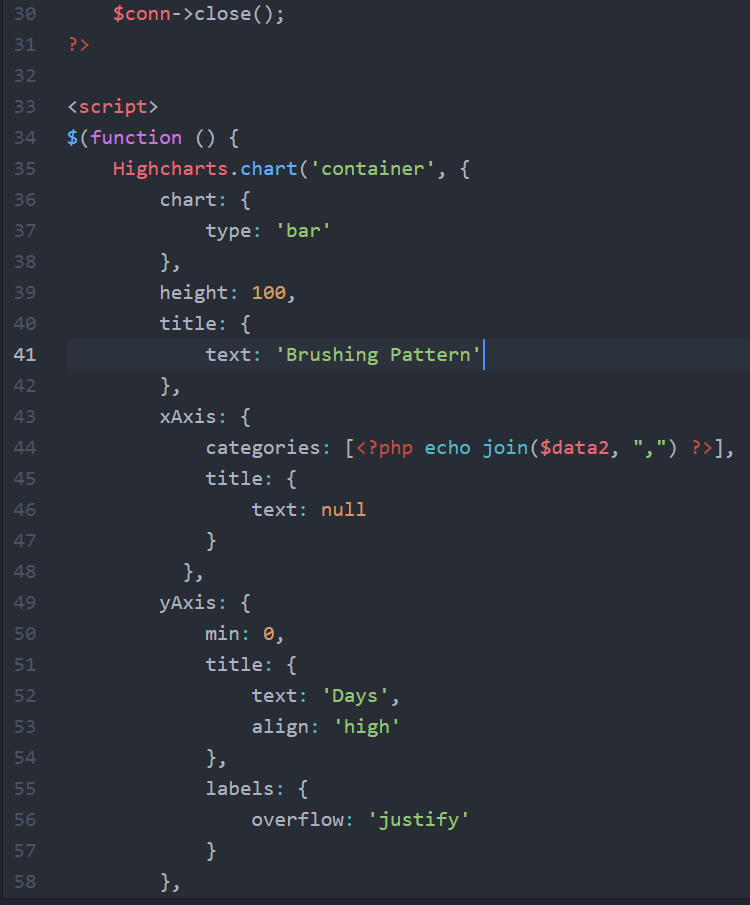 30     $conn->close();
31 ?>
32
33 <script>
34 $(function () {
35     Highcharts.chart('container', {
36         chart: {
37             type: 'bar'
38         },
39         height: 100,
40         title: {
41             text: 'Brushing Pattern'
42         },
43         xAxis: {
44             categories: [<?php echo join($data2, ",") ?>],
45             title: {
46                 text: null
47             }
48           },
49         yAxis: {
50             min: 0,
51             title: {
52                 text: 'Days',
53                 align: 'high'
54             },
55             labels: {
56                 overflow: 'justify'
57             }
58         },